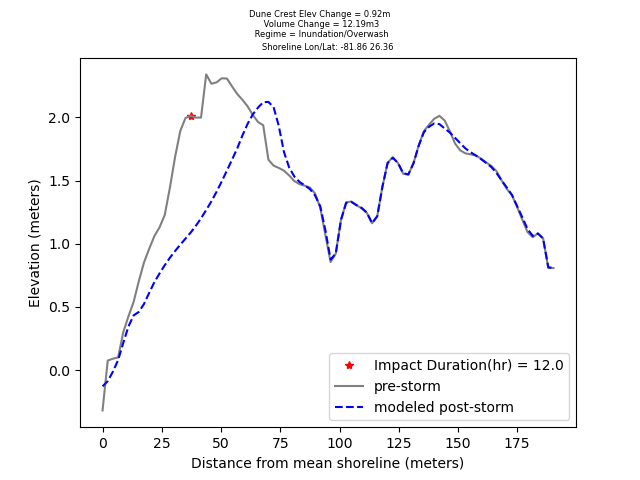 Dune Crest Elev Change = 0.92m
Volume Change = 12.19m3
Regime = Inundation/Overwash
Shoreline Lon/Lat: -81.86 26.36
2.0
1.5
1.0
0.5
0.0
Elevation (meters)
Impact Duration(hr) = 12.0
pre-storm
modeled post-storm
0 25 50 75 100 125 150 175
Distance from mean shoreline (meters)